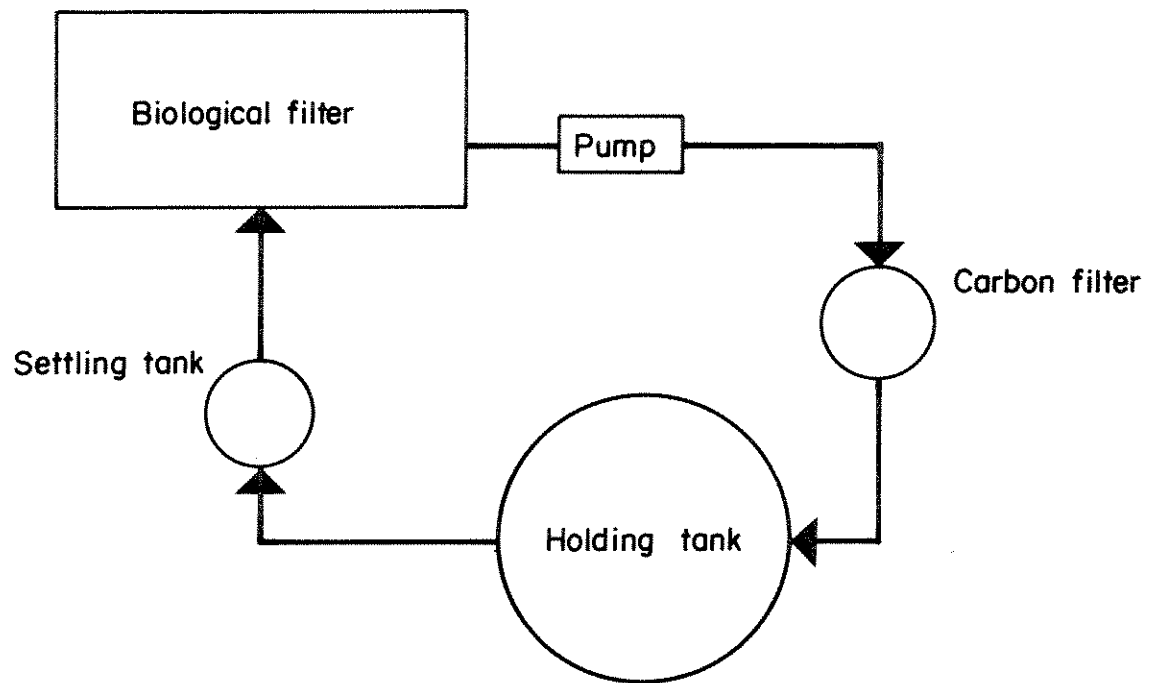 Biological filter
Pump
Carbon filter
Settling tank
Holding tank